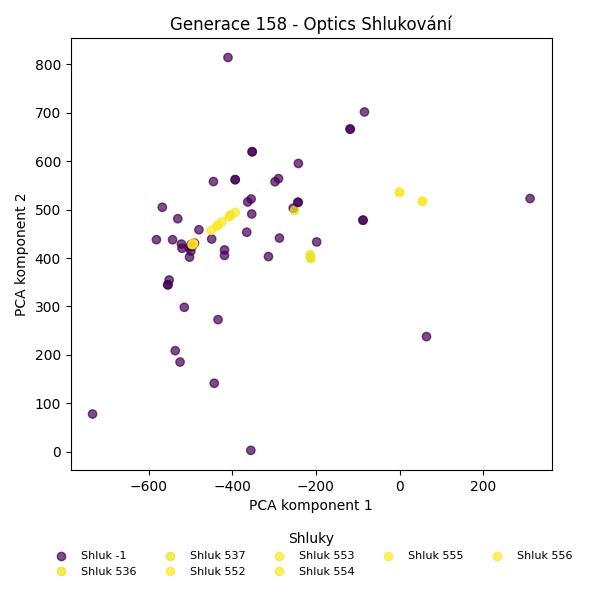 Generace 158 - Optics Shlukování
PCA komponent 2
800
700
600
500
400
300
200
100
0
−600 −400 −200 0 200
PCA komponent 1
Shluky
Shluk -1 Shluk 537 Shluk 553 Shluk 555 Shluk 556
Shluk 536 Shluk 552 Shluk 554